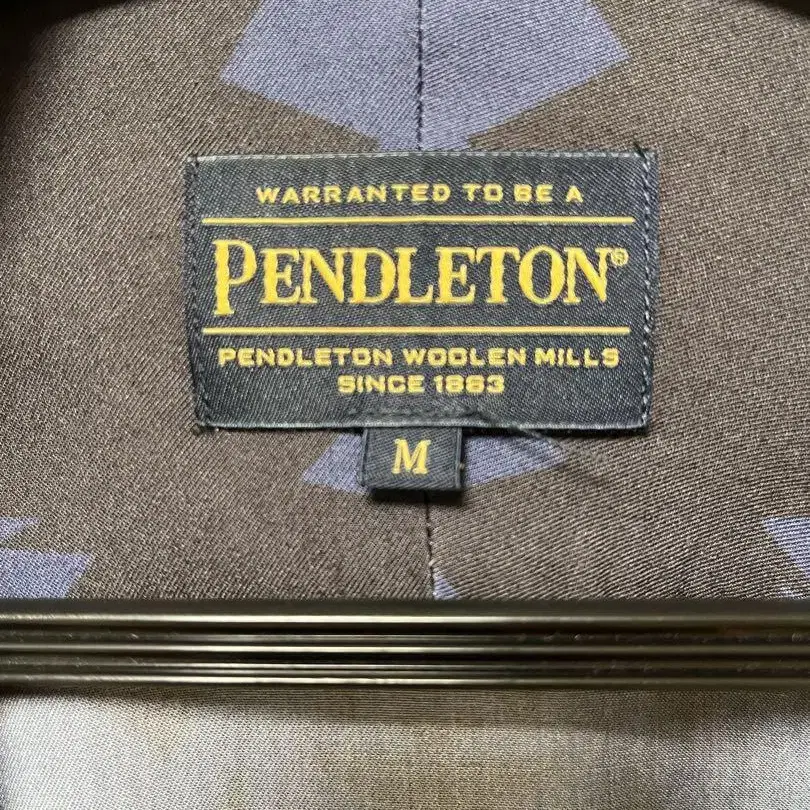 WARRANTED TO BE A
PENDLETON®
PENDLETON WOOLEN MILLS
SINCE 1863
M